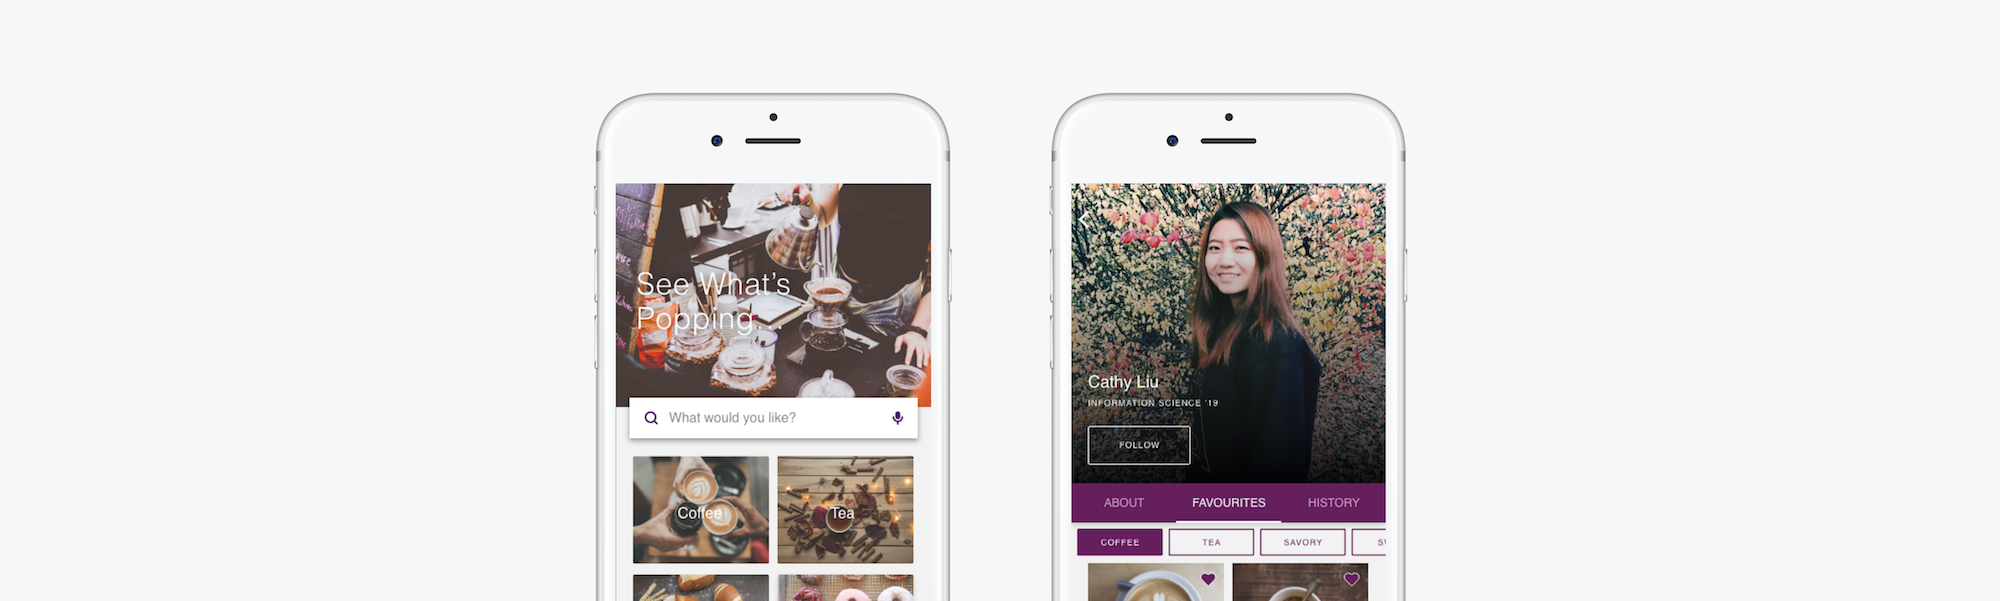 See What's
Popping...
What would you like?
Coffee
Tea
Cathy Liu
INFORMATION SCIENCE '19
FOLLOW
ABOUT FAVOURITES HISTORY
COFFEE TEA SAVORY